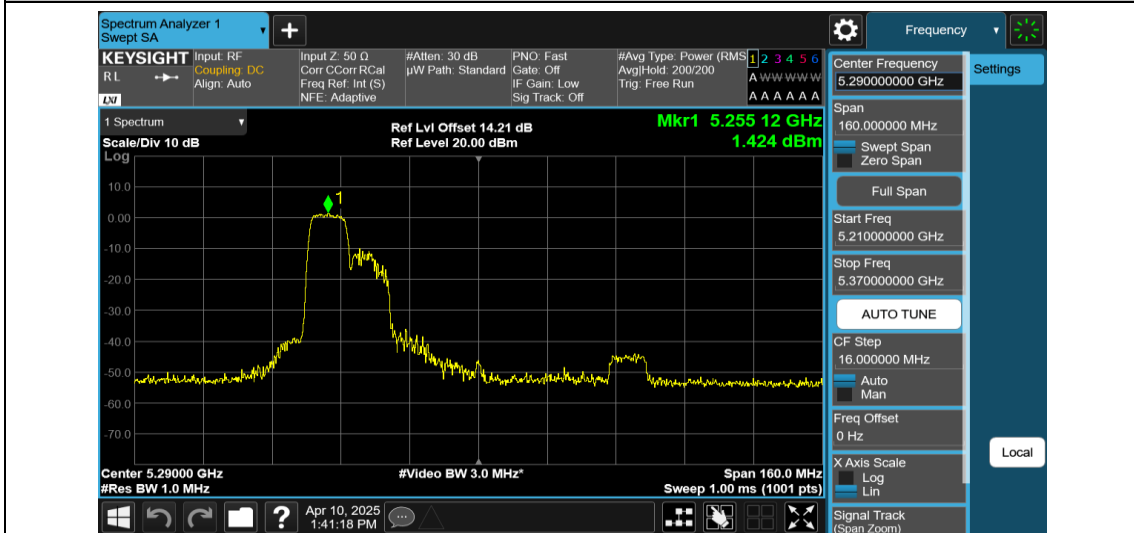 Spectrum Analyzer 1
Swept SA
+
Frequency
KEYSIGHT
RL
LXI
Input: RF
Coupling: DC
Align: Auto
Input Z: 50 Ω
Corr CCorr RCal
Freq Ref: Int (S)
NFE: Adaptive
#Atten: 30 dB
µW Path: Standard
PNO: Fast
Gate: Off
IF Gain: Low
Sig Track: Off
#Avg Type: Power (RMS
Avg|Hold: 200/200
Trig: Free Run
1 2 3 4 5 6
A W W W W W
A A A A A A
1 Spectrum
Scale/Div 10 dB
Log
Ref Lvl Offset 14.21 dB
Ref Level 20.00 dBm
Mkr1 5.255 12 GHz
1.424 dBm
1
10.0
0.00
-10.0
-20.0
-30.0
-40.0
-50.0
-60.0
-70.0
Center 5.29000 GHz
#Res BW 1.0 MHz
#Video BW 3.0 MHz*
Span 160.0 MHz
Sweep 1.00 ms (1001 pts)
Center Frequency
5.290000000 GHz
Span
160.000000 MHz
Swept Span
Zero Span
Full Span
Start Freq
5.210000000 GHz
Stop Freq
5.370000000 GHz
AUTO TUNE
CF Step
16.000000 MHz
Auto
Man
Freq Offset
0 Hz
X Axis Scale
Log
Lin
Signal Track
(Span Zoom)
Settings
Local
?
Apr 10, 2025
1:41:18 PM